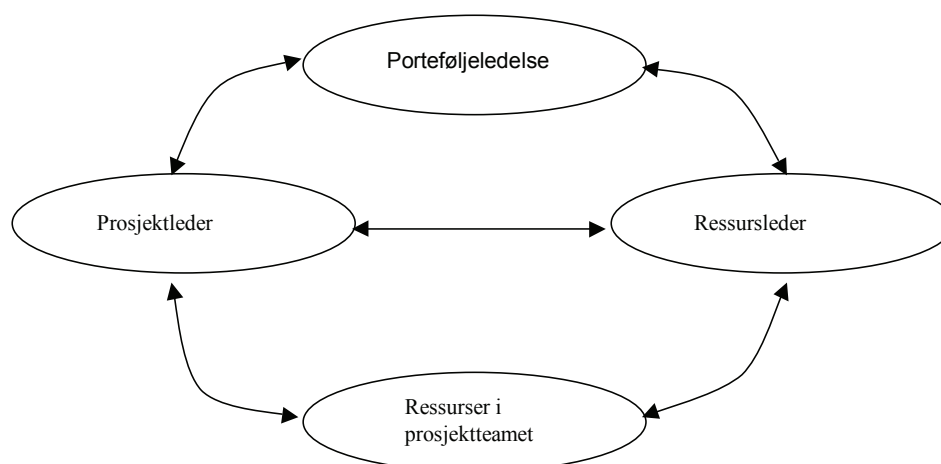 Porteføljeledelse
Prosjektleder
Ressursleder
Ressurser i
prosjektteamet